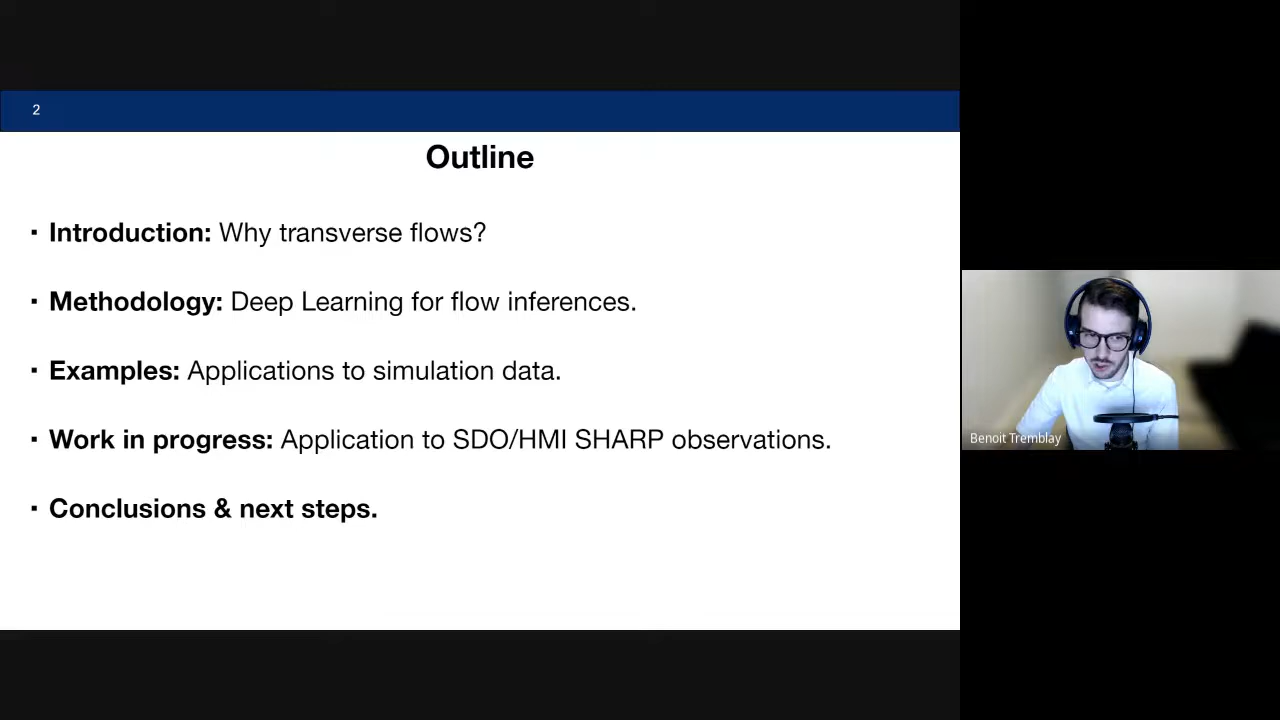 2
Outline
▪ Introduction: Why transverse flows?
▪ Methodology: Deep Learning for flow inferences.
▪ Examples: Applications to simulation data.
▪ Work in progress: Application to SDO/HMI SHARP observations.
▪ Conclusions & next steps.
Benoit Tremblay